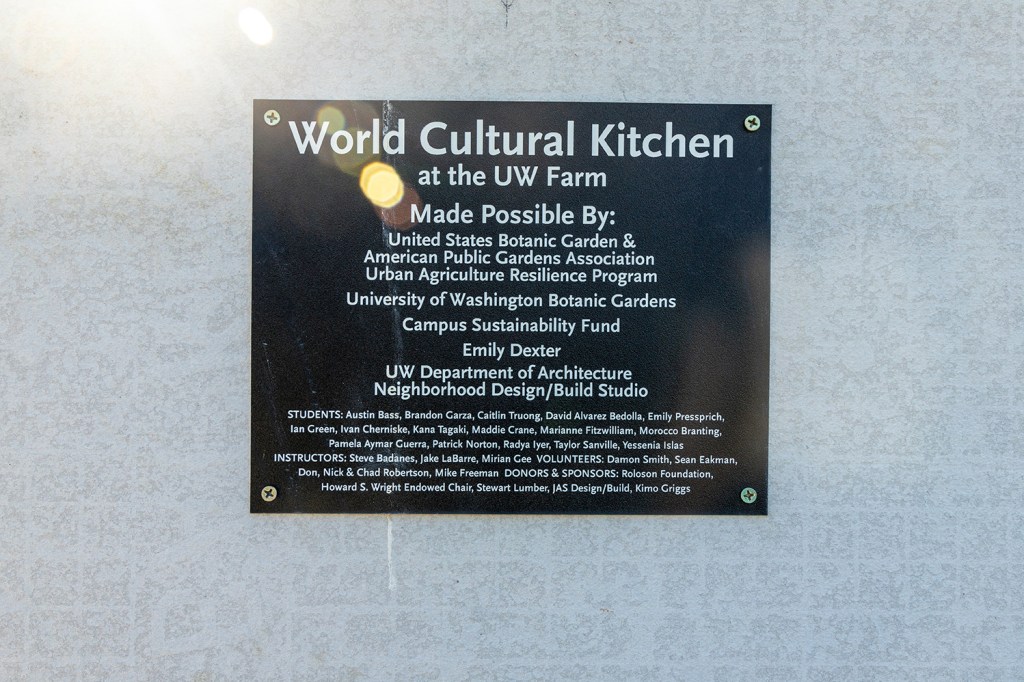 World Cultural Kitchen
at the UW Farm
Made Possible By:
United States Botanic Garden &
American Public Gardens Association
Urban Agriculture Resilience Program
University of Washington Botanic Gardens
Campus Sustainability Fund
Emily Dexter
UW Department of Architecture
Neighborhood Design/Build Studio
STUDENTS: Austin Bass, Brandon Garza, Caitlin Truong, David Alvarez Bedolla, Emily Pressprich,
Ian Green, Ivan Cherniske, Kana Tagaki, Maddie Crane, Marianne Fitzwilliam, Morocco Branting,
Pamela Aymar Guerra, Patrick Norton, Radya Iyer, Taylor Sanville, Yessenia Islas
INSTRUCTORS: Steve Badanes, Jake LaBarre, Mirian Gee VOLUNTEERS: Damon Smith, Sean Eakman,
Don, Nick & Chad Robertson, Mike Freeman DONORS & SPONSORS: Roloson Foundation,
Howard S. Wright Endowed Chair, Stewart Lumber, JAS Design/Build, Kimo Griggs